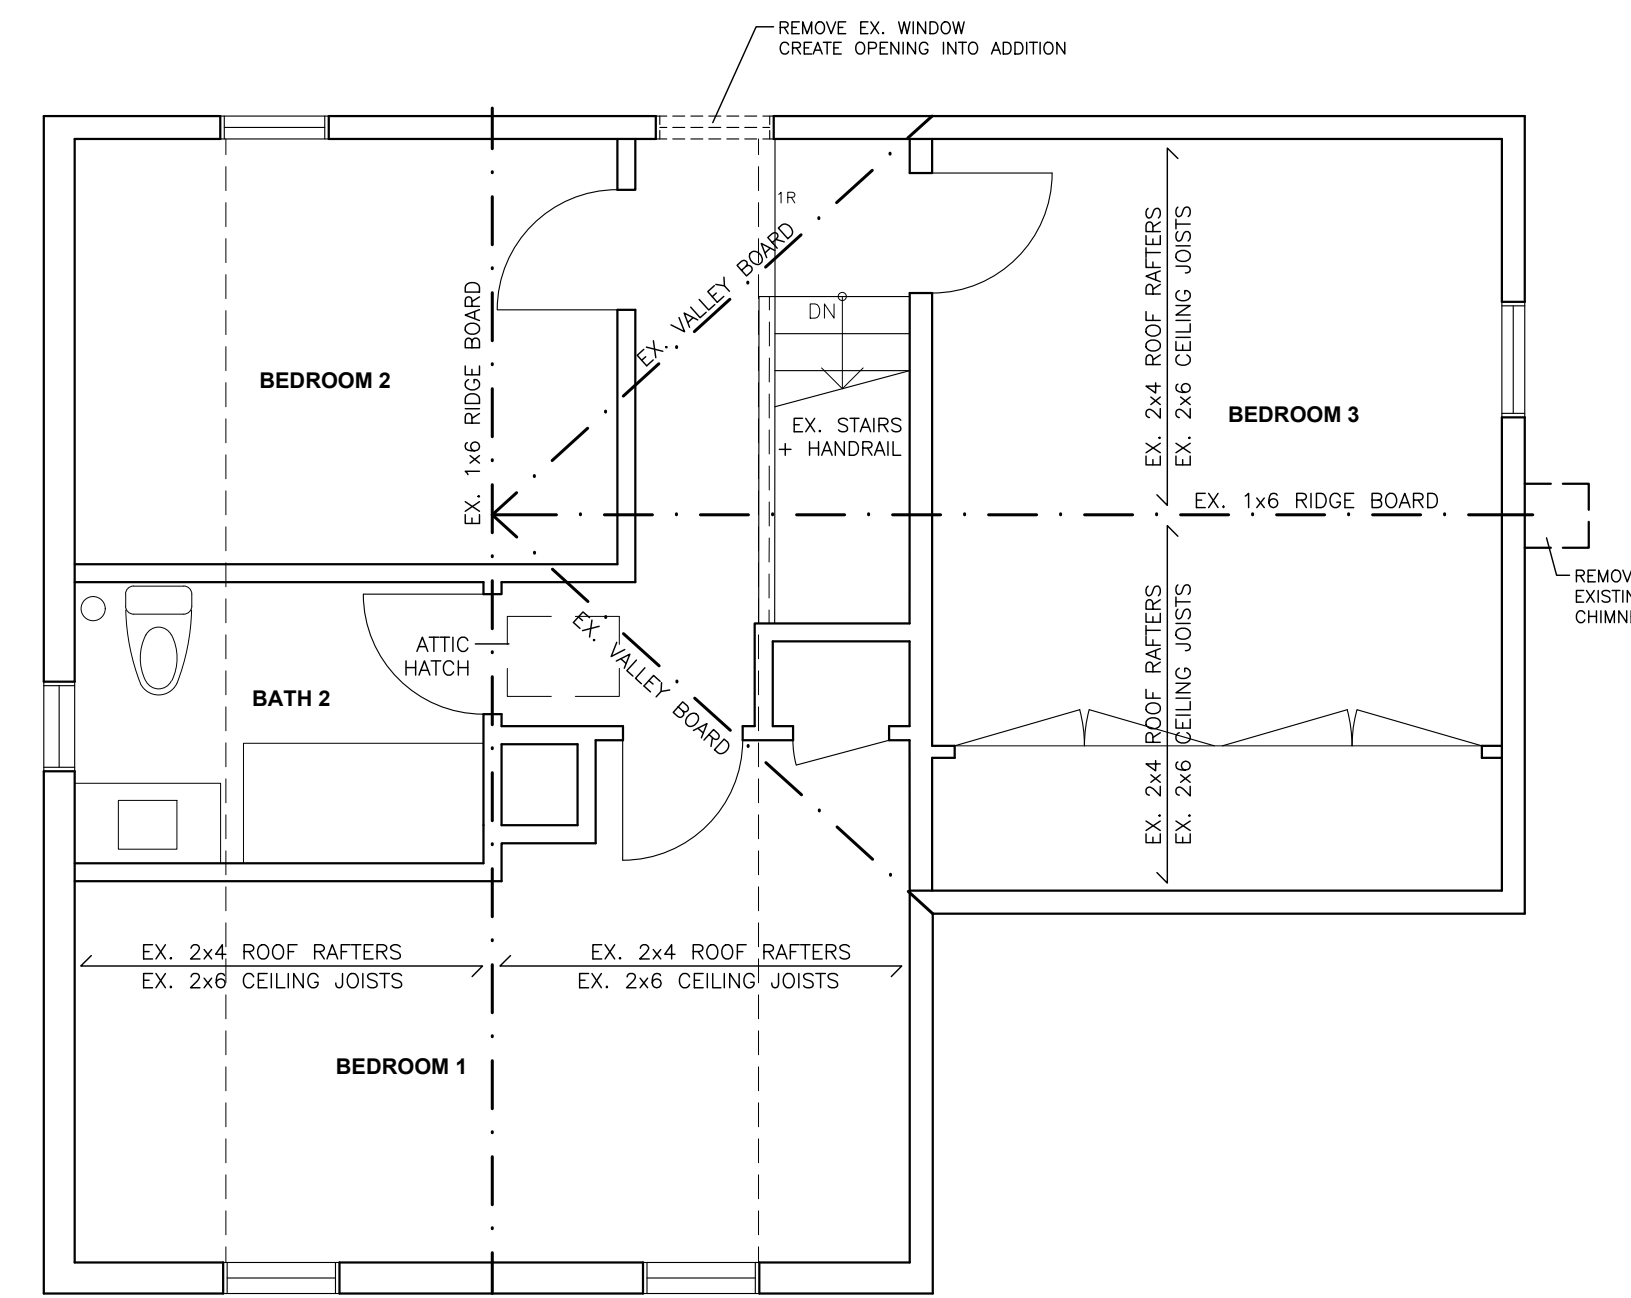 REMOVE EX. WINDOW
CREATE OPENING INTO ADDITION
1R
EX. VALLEY BOARD
EX. 1x6 RIDGE BOARD
DN
EX. 2x4 ROOF RAFTERS
EX. 2x6 CEILING JOISTS
BEDROOM 2
BEDROOM 3
EX. STAIRS
+ HANDRAIL
EX. 1x6 RIDGE BOARD
REMOV
EXISTIN
CHIMN
ATTIC
HATCH
EX. VALLEY BOARD
EX. 2x4 ROOF RAFTERS
EX. 2x6 CEILING JOISTS
BATH 2
EX. 2x4 ROOF RAFTERS
EX. 2x6 CEILING JOISTS
EX. 2x4 ROOF RAFTERS
EX. 2x6 CEILING JOISTS
BEDROOM 1